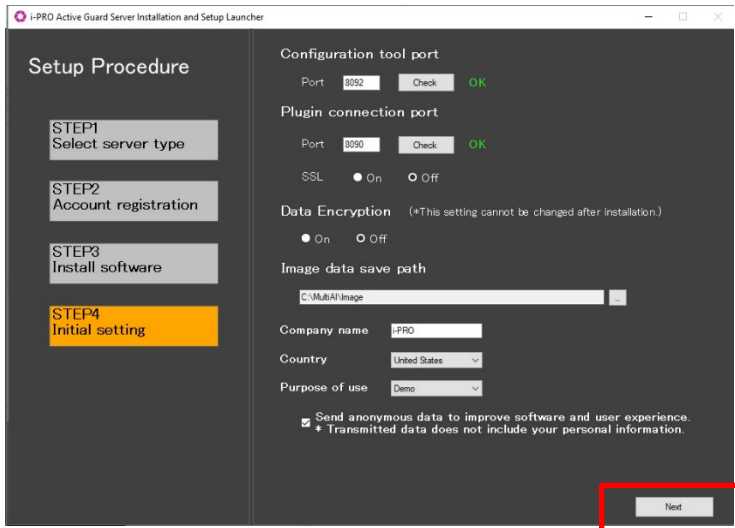 i-PRO Active Guard Server Installation and Setup Launcher
Setup Procedure
STEP1
Select server type
STEP2
Account registration
STEP3
Install software
STEP4
Initial setting
Configuration tool port
Port 8092 Check OK
Plugin connection port
Port 8090 Check OK
SSL On Off
Data Encryption (*This setting cannot be changed after installation.)
On Off
Image data save path
C:\MultiAI\Image ...
Company name i-PRO
Country United States
Purpose of use Demo
Send anonymous data to improve software and user experience.
* Transmitted data does not include your personal information.
Next